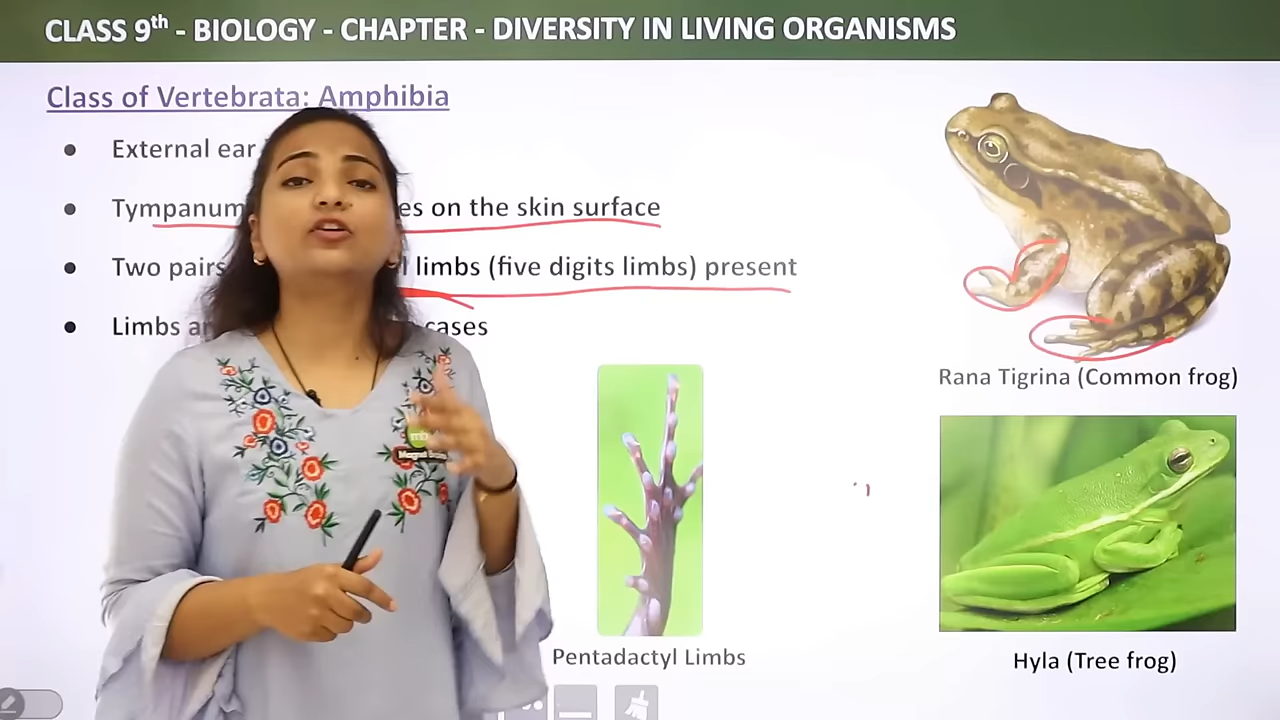 CLASS 9th - BIOLOGY - CHAPTER - DIVERSITY IN LIVING ORGANISMS
Class of Vertebrata: Amphibia
External ear
Tympanum es on the skin surface
Two pairs limbs (five digits limbs) present
Limbs cases
Rana Tigrina (Common frog)
Pentadactyl Limbs
Hyla (Tree frog)